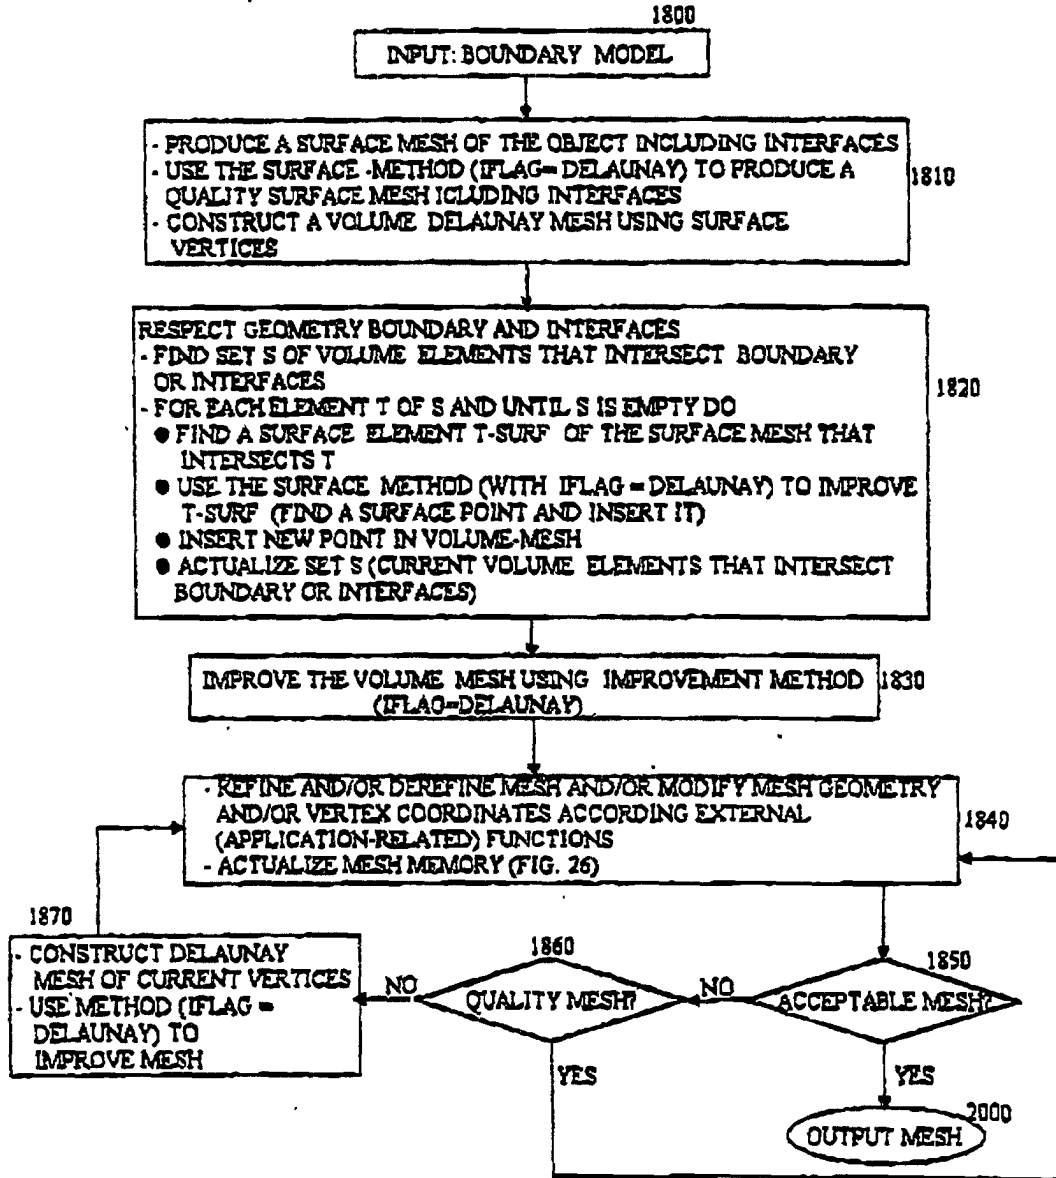 1800
INPUT: BOUNDARY MODEL
- PRODUCE A SURFACE MESH OF THE OBJECT INCLUDING INTERFACES
- USE THE SURFACE -METHOD (IFLAG= DELAUNAY) TO PRODUCE A
QUALITY SURFACE MESH ICLUDING INTERFACES
- CONSTRUCT A VOLUME DELAUNAY MESH USING SURFACE
VERTICES
1810
RESPECT GEOMETRY BOUNDARY AND INTERFACES
- FIND SET S OF VOLUME ELEMENTS THAT INTERSECT BOUNDARY
OR INTERFACES
- FOR EACH ELEMENT T OF S AND UNTIL S IS EMPTY DO
● FIND A SURFACE ELEMENT T-SURF OF THE SURFACE MESH THAT
INTERSECTS T
● USE THE SURFACE METHOD (WITH IFLAG = DELAUNAY) TO IMPROVE
T-SURF (FIND A SURFACE POINT AND INSERT IT)
● INSERT NEW POINT IN VOLUME-MESH
● ACTUALIZE SET S (CURRENT VOLUME ELEMENTS THAT INTERSECT
BOUNDARY OR INTERFACES)
1820
IMPROVE THE VOLUME MESH USING IMPROVEMENT METHOD
(IFLAG=DELAUNAY)
1830
- REFINE AND/OR DEREFINE MESH AND/OR MODIFY MESH GEOMETRY
AND/OR VERTEX COORDINATES ACCORDING EXTERNAL
(APPLICATION-RELATED) FUNCTIONS
- ACTUALIZE MESH MEMORY (FIG. 26)
1840
1870
- CONSTRUCT DELAUNAY
MESH OF CURRENT VERTICES
- USE METHOD (IFLAG =
DELAUNAY) TO
IMPROVE MESH
NO
1860
QUALITY MESH?
NO
1850
ACCEPTABLE MESH?
YES
YES
2000
OUTPUT MESH